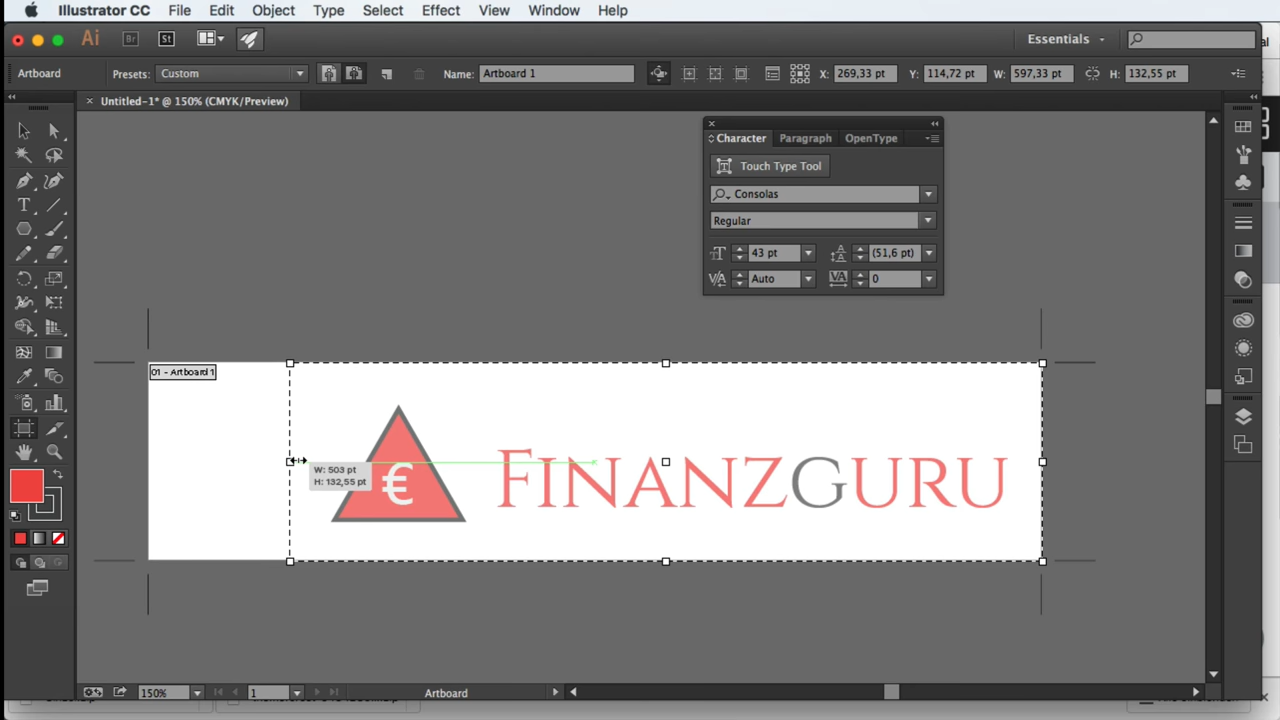 Illustrator CC File Edit Object Type Select Effect View Window Help
Ai Br St Essentials
Artboard Presets: Custom Name: Artboard 1 X: 269,33 pt Y: 114,72 pt W: 597,33 pt H: 132,55 pt
× Untitled-1* @ 150% (CMYK/Preview)
Character Paragraph OpenType
Touch Type Tool
Consolas
Regular
43 pt (51,6 pt)
Auto 0
01 - Artboard 1
W: 503 pt
H: 132,55 pt
€ FINANZGURU
150% 1 Artboard